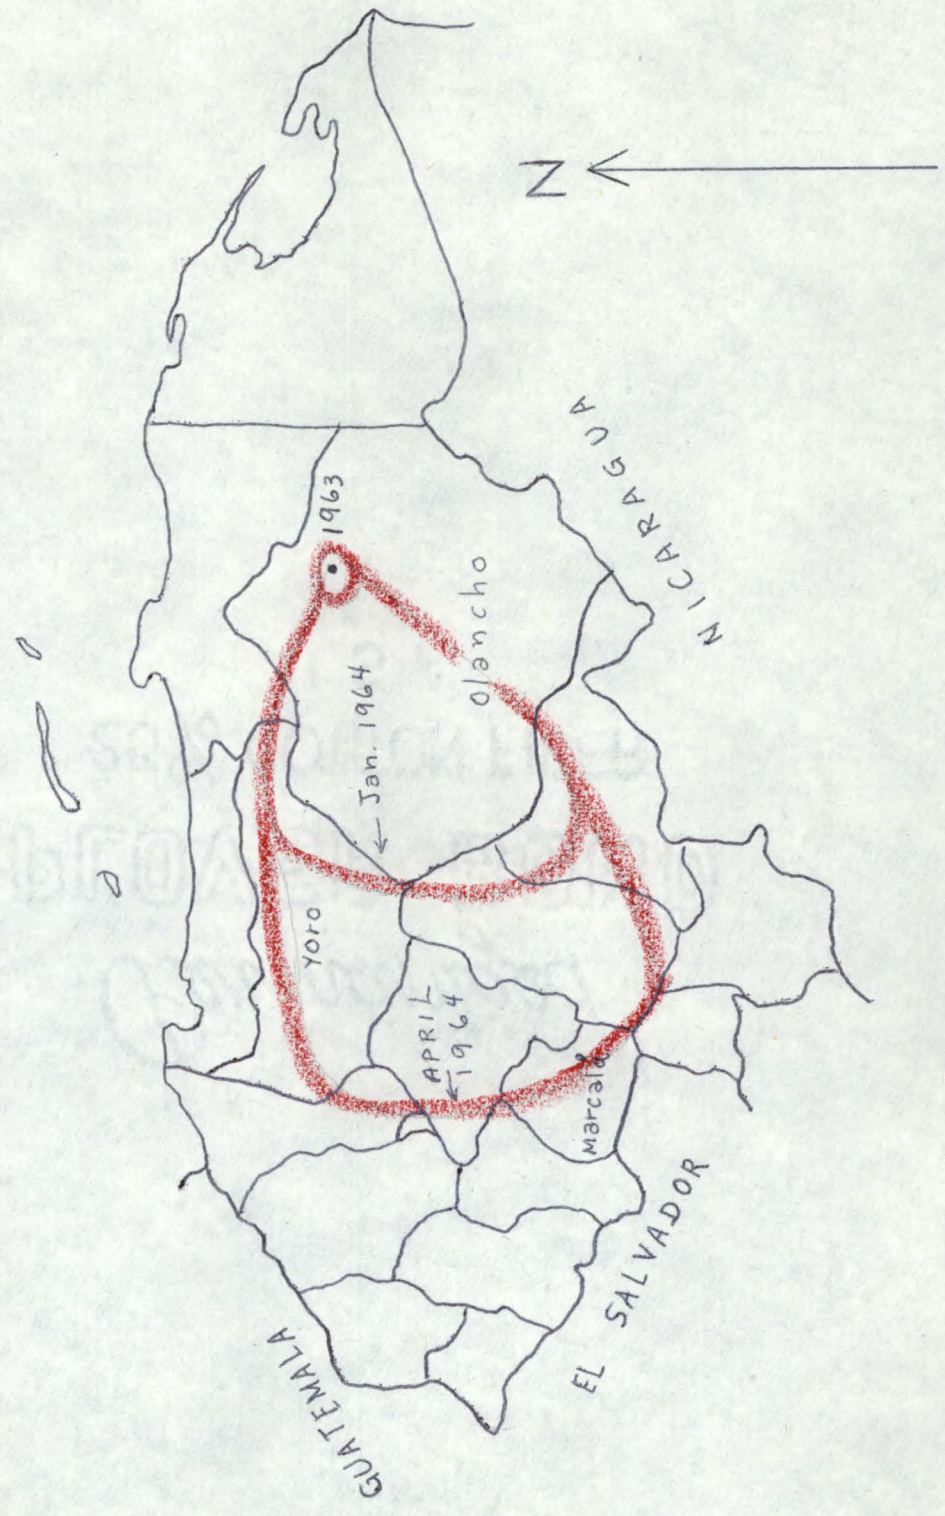 N
1963
NICARAGUA
Olancho
← Jan. 1964
Yoro
APRIL
← 1964
Marcala
GUATEMALA
EL SALVADOR